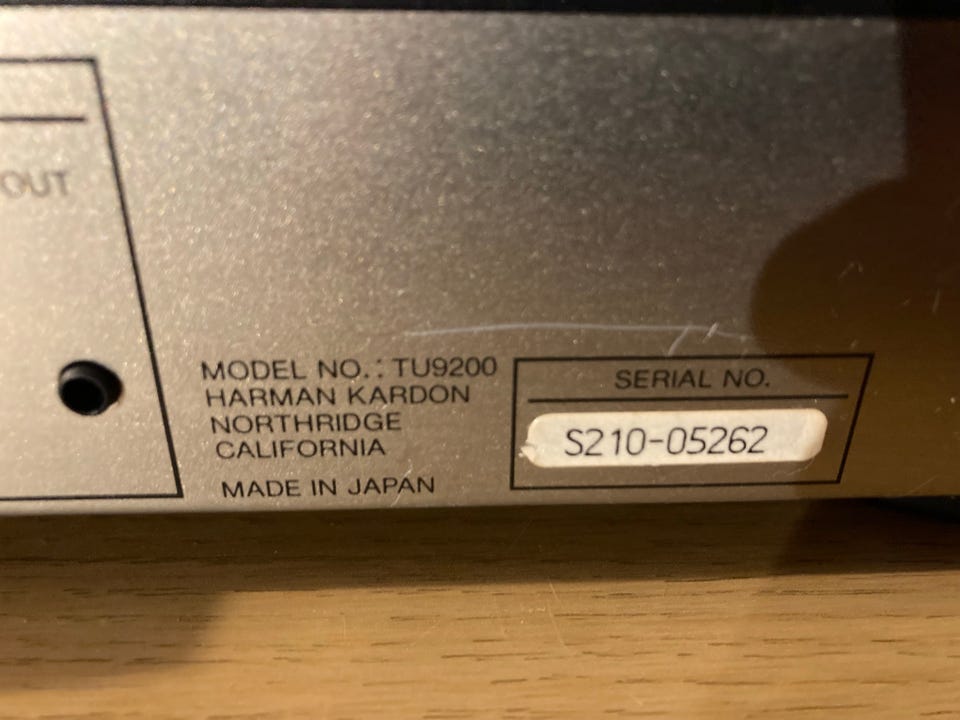 OUT
MODEL NO.: TU9200
HARMAN KARDON
NORTHRIDGE
CALIFORNIA
MADE IN JAPAN
SERIAL NO.
S210-05262